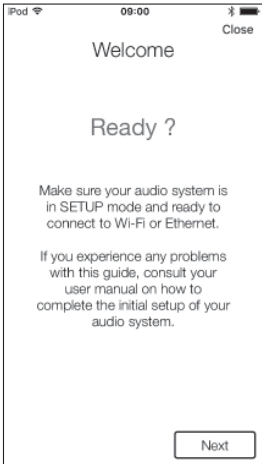 iPod 09:00
Close
Welcome
Ready ?
Make sure your audio system is
in SETUP mode and ready to
connect to Wi-Fi or Ethernet.
If you experience any problems
with this guide, consult your
user manual on how to
complete the initial setup of your
audio system.
Next